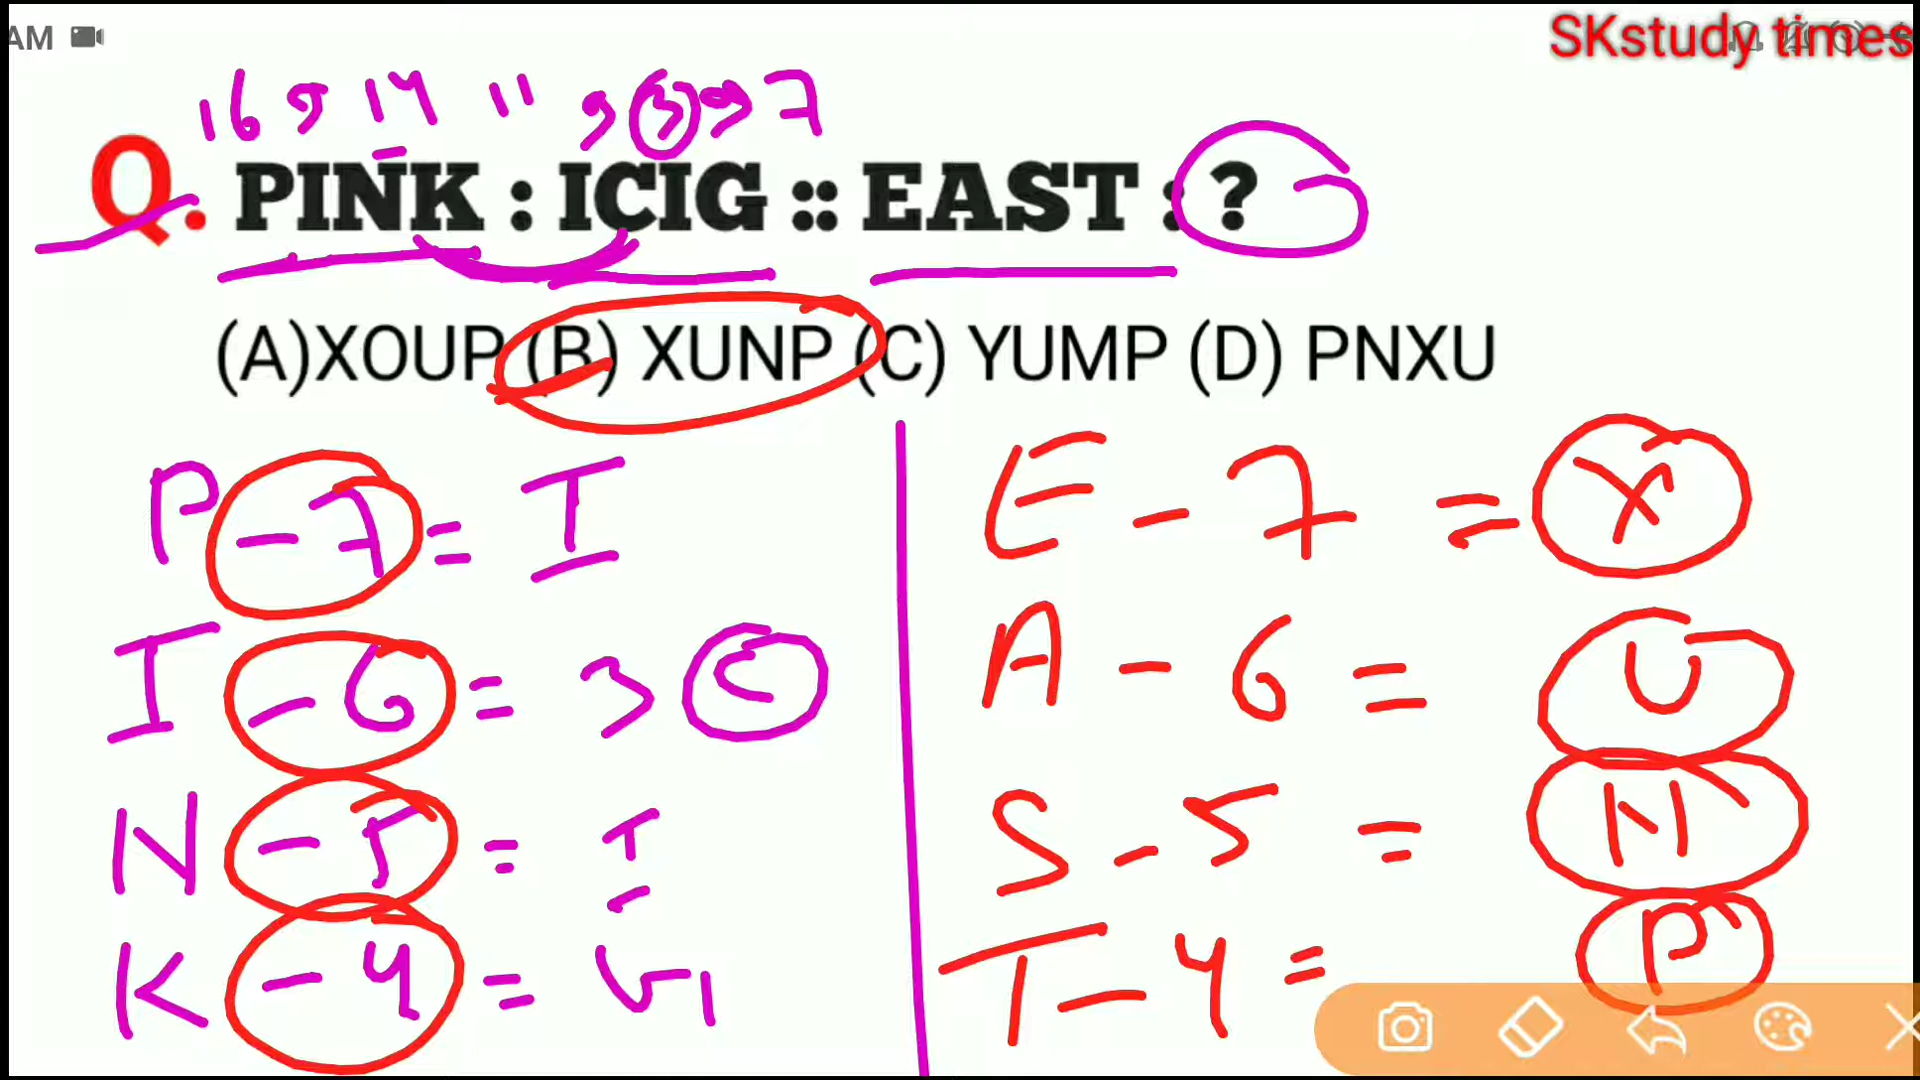 AM
SKstudy times
16 9 14 11 9 3 9 7
Q. PINK : ICIG :: EAST : ?
(A)XOUP (B) XUNP (C) YUMP (D) PNXU
P - 7 = I
E - 7 = X
I - 6 = 3 C
A - 6 = U
N - 5 = I
S - 5 = N
K - 4 = G
T - 4 = P